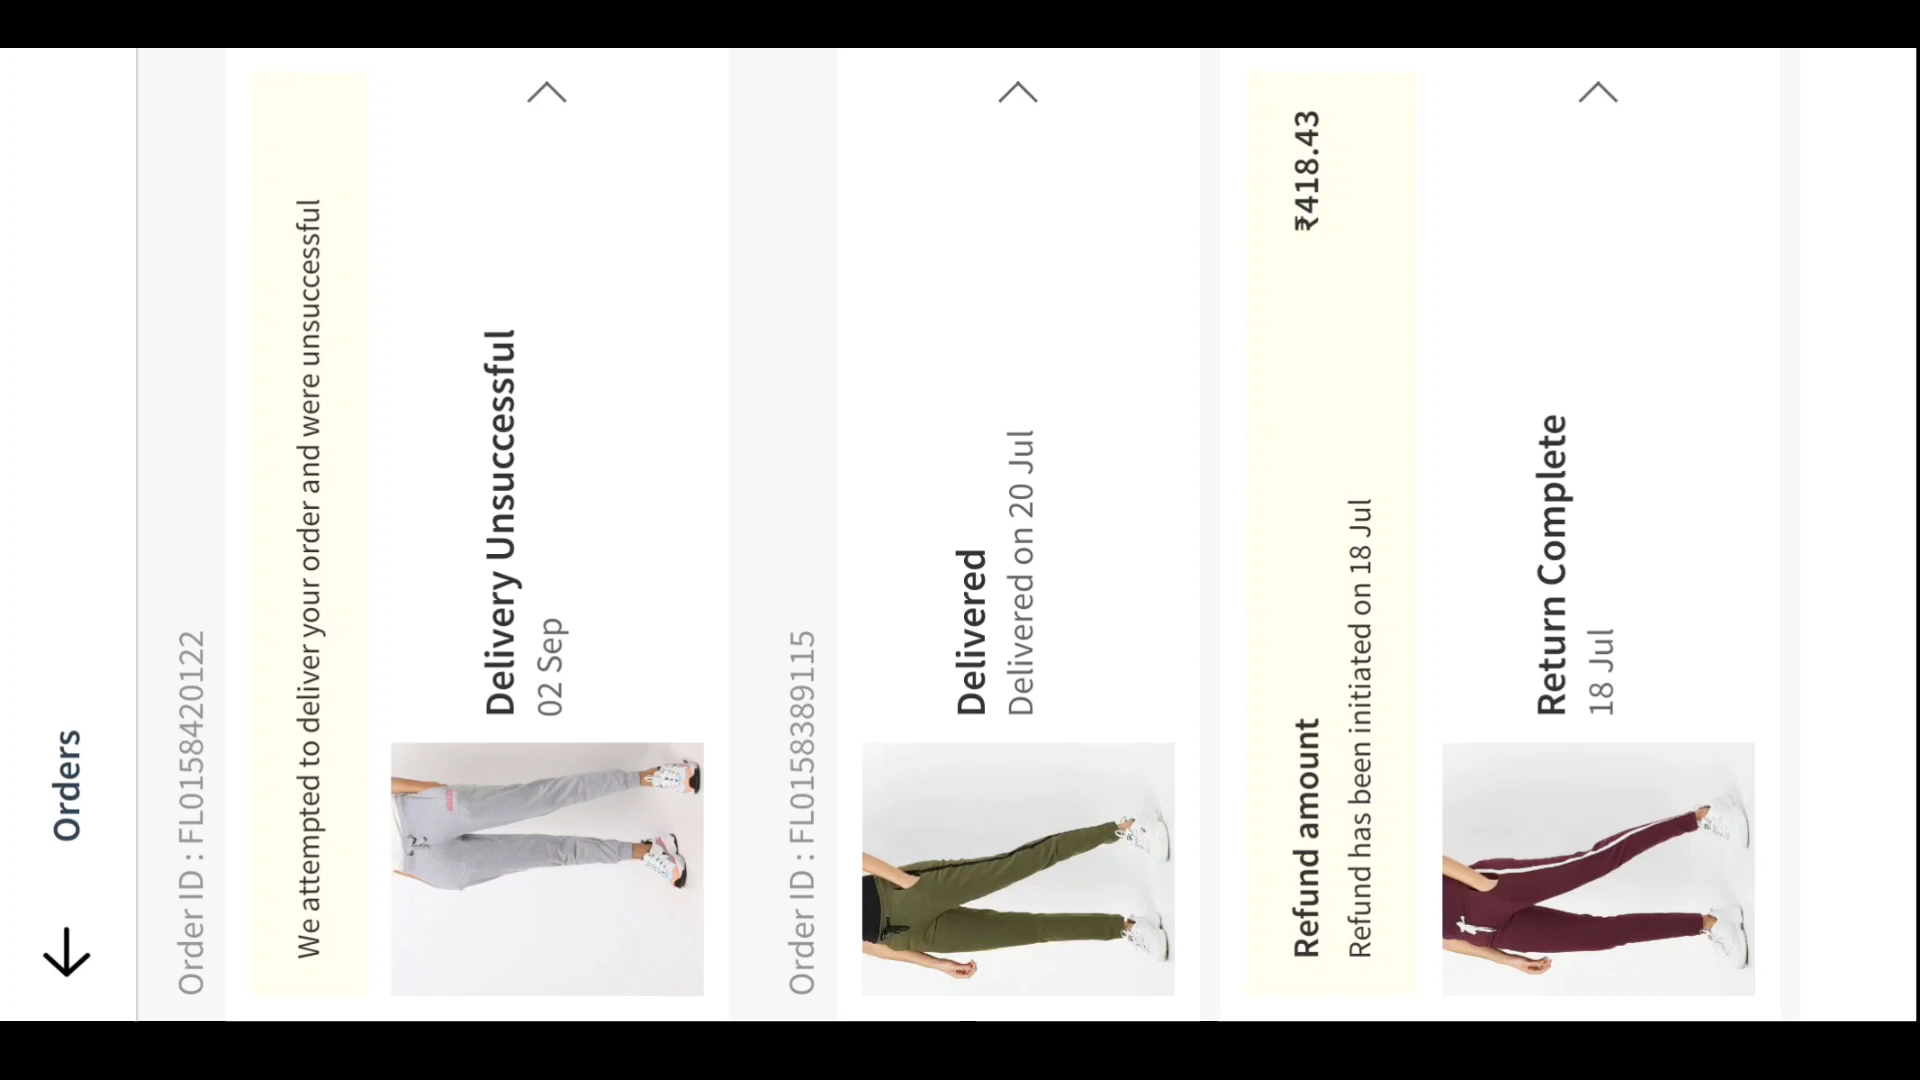 Orders
Order ID : FL0158420122
We attempted to deliver your order and were unsuccessful
Delivery Unsuccessful
02 Sep
Order ID : FL0158389115
Delivered
Delivered on 20 Jul
Refund amount ₹418.43
Refund has been initiated on 18 Jul
Return Complete
18 Jul